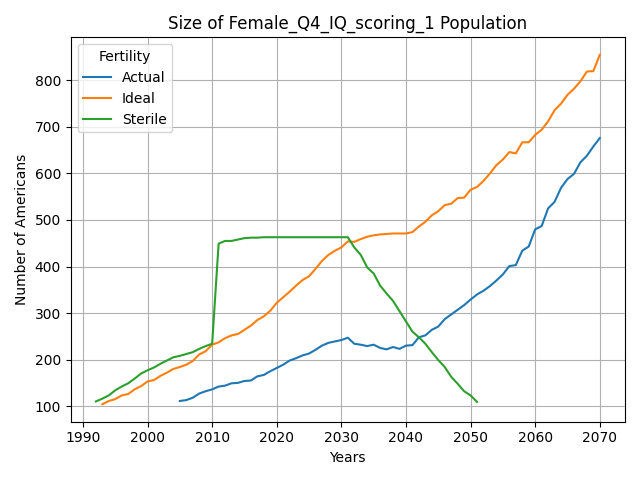 Size of Female_Q4_IQ_scoring_1 Population
Fertility
Actual
Ideal
Sterile
Number of Americans
800
700
600
500
400
300
200
100
1990 2000 2010 2020 2030 2040 2050 2060 2070
Years